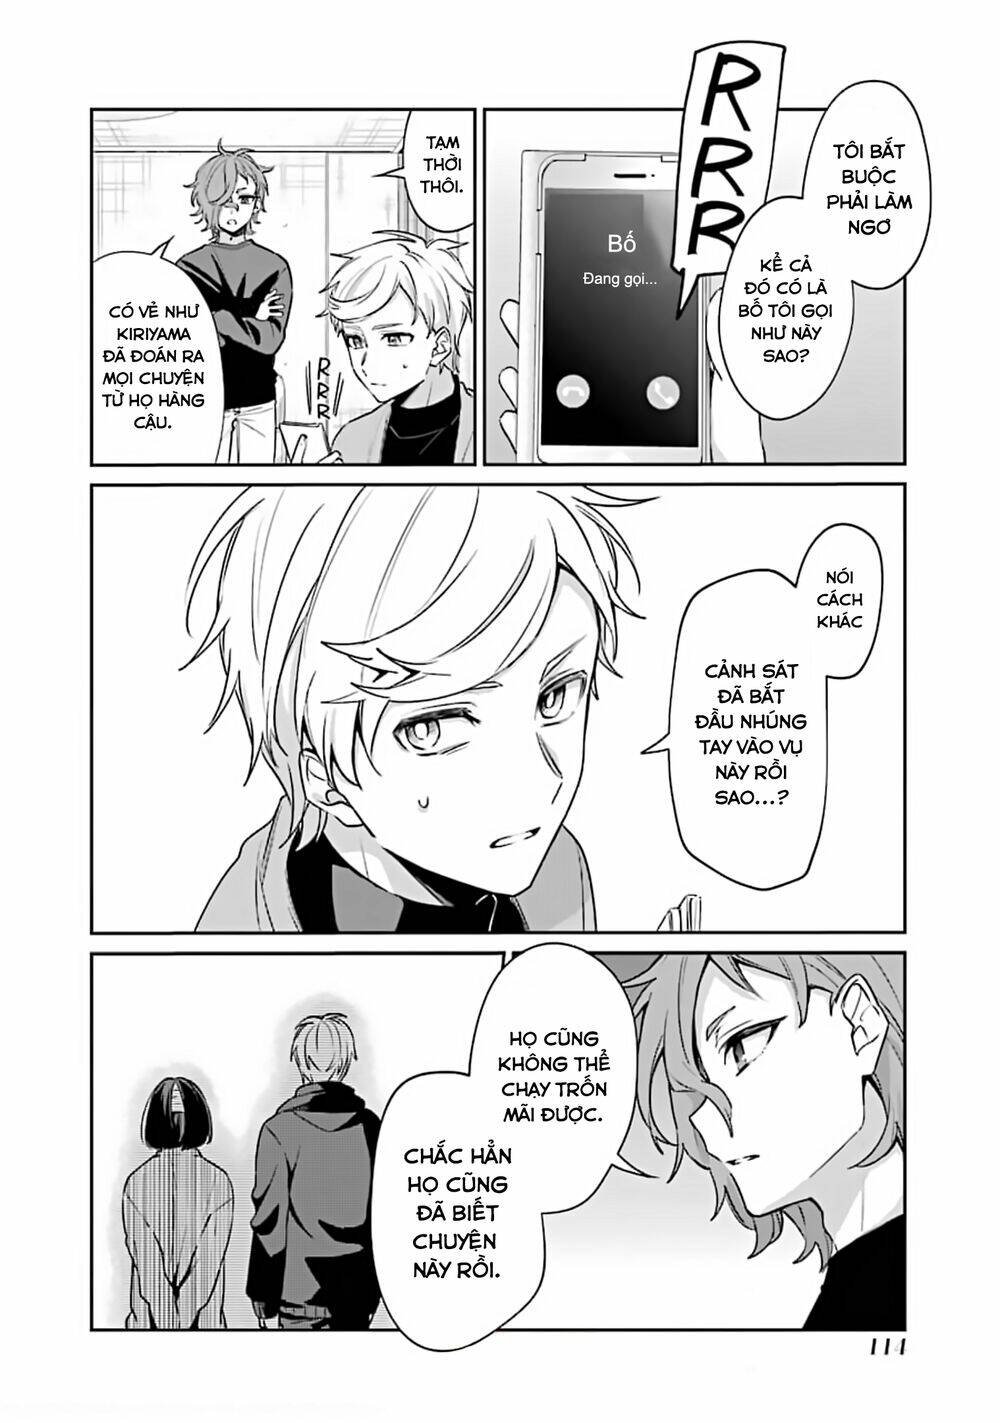 TÔI BẮT
BUỘC
PHẢI LÀM
NGƠ
KỂ CẢ
ĐÓ CÓ LÀ
BỐ TÔI GỌI
NHƯ NÀY
SAO?
R
R
R
Bố
Đang gọi...
TẠM
THỜI
THÔI.
R
R
R
CÓ VẺ NHƯ
KIRIYAMA
ĐÃ ĐOÁN RA
MỌI CHUYỆN
TỪ HỌ HÀNG
CẬU.
NÓI
CÁCH
KHÁC
CẢNH SÁT
ĐÃ BẮT
ĐẦU NHÚNG
TAY VÀO VỤ
NÀY RỒI
SAO...?
HỌ CŨNG
KHÔNG THỂ
CHẠY TRỐN
MÃI ĐƯỢC.
CHẮC HẲN
HỌ CŨNG
ĐÃ BIẾT
CHUYỆN
NÀY RỒI.
114